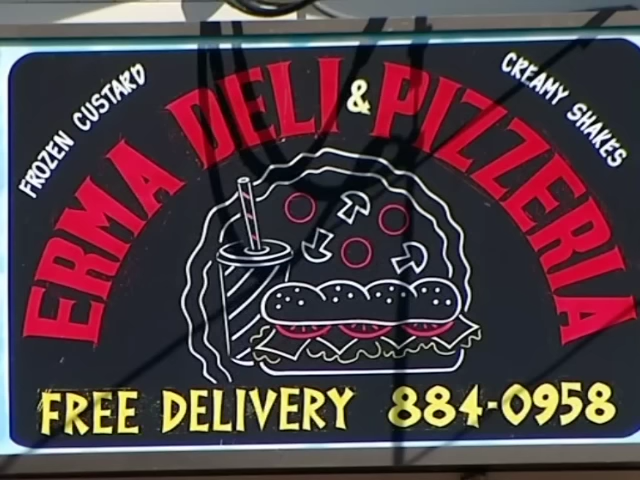 FROZEN CUSTARD
CREAMY SHAKES
ERMA DELI & PIZZERIA
FREE DELIVERY 884-0958